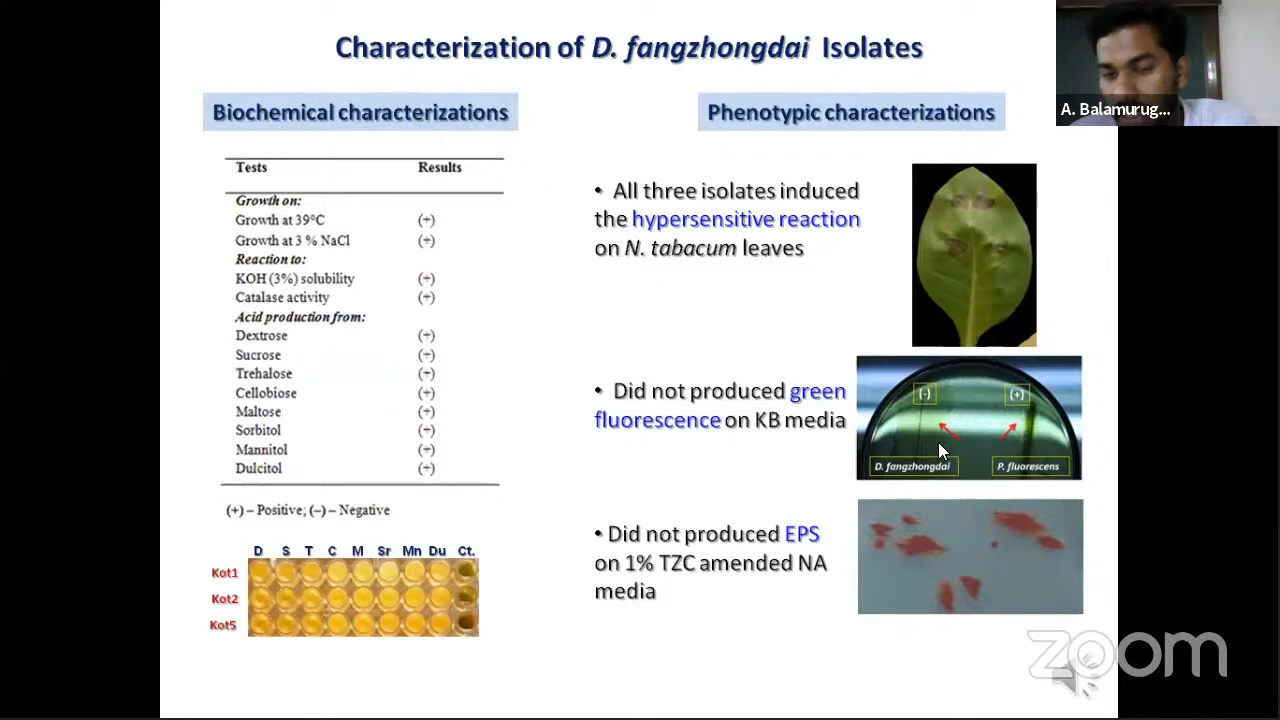 Characterization of D. fangzhongdai Isolates
A. Balamurug...
Biochemical characterizations
Tests Results
Growth on:
Growth at 39°C (+)
Growth at 3 % NaCl (+)
Reaction to:
KOH (3%) solubility (+)
Catalase activity (+)
Acid production from:
Dextrose (+)
Sucrose (+)
Trehalose (+)
Cellobiose (+)
Maltose (+)
Sorbitol (+)
Mannitol (+)
Dulcitol (+)
(+) – Positive; (–) – Negative
D S T C M Sr Mn Du Ct.
Kot1
Kot2
Kot5
Phenotypic characterizations
• All three isolates induced
the hypersensitive reaction
on N. tabacum leaves
• Did not produced green
fluorescence on KB media
(-) (+)
D. fangzhongdai P. fluorescens
• Did not produced EPS
on 1% TZC amended NA
media
zoom